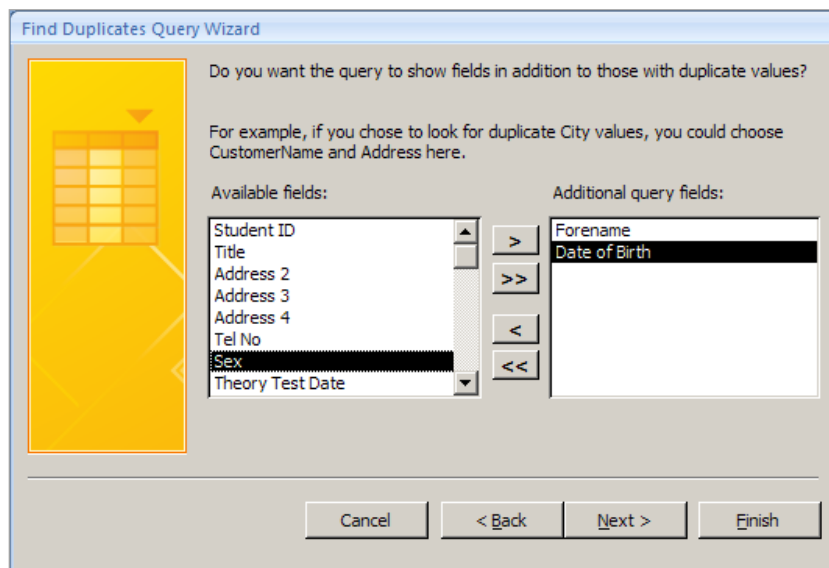 Find Duplicates Query Wizard
Do you want the query to show fields in addition to those with duplicate values?
For example, if you chose to look for duplicate City values, you could choose
CustomerName and Address here.
Available fields:
Student ID
Title
Address 2
Address 3
Address 4
Tel No
Sex
Theory Test Date
>
>>
<
<<
Additional query fields:
Forename
Date of Birth
Cancel
< Back
Next >
Finish